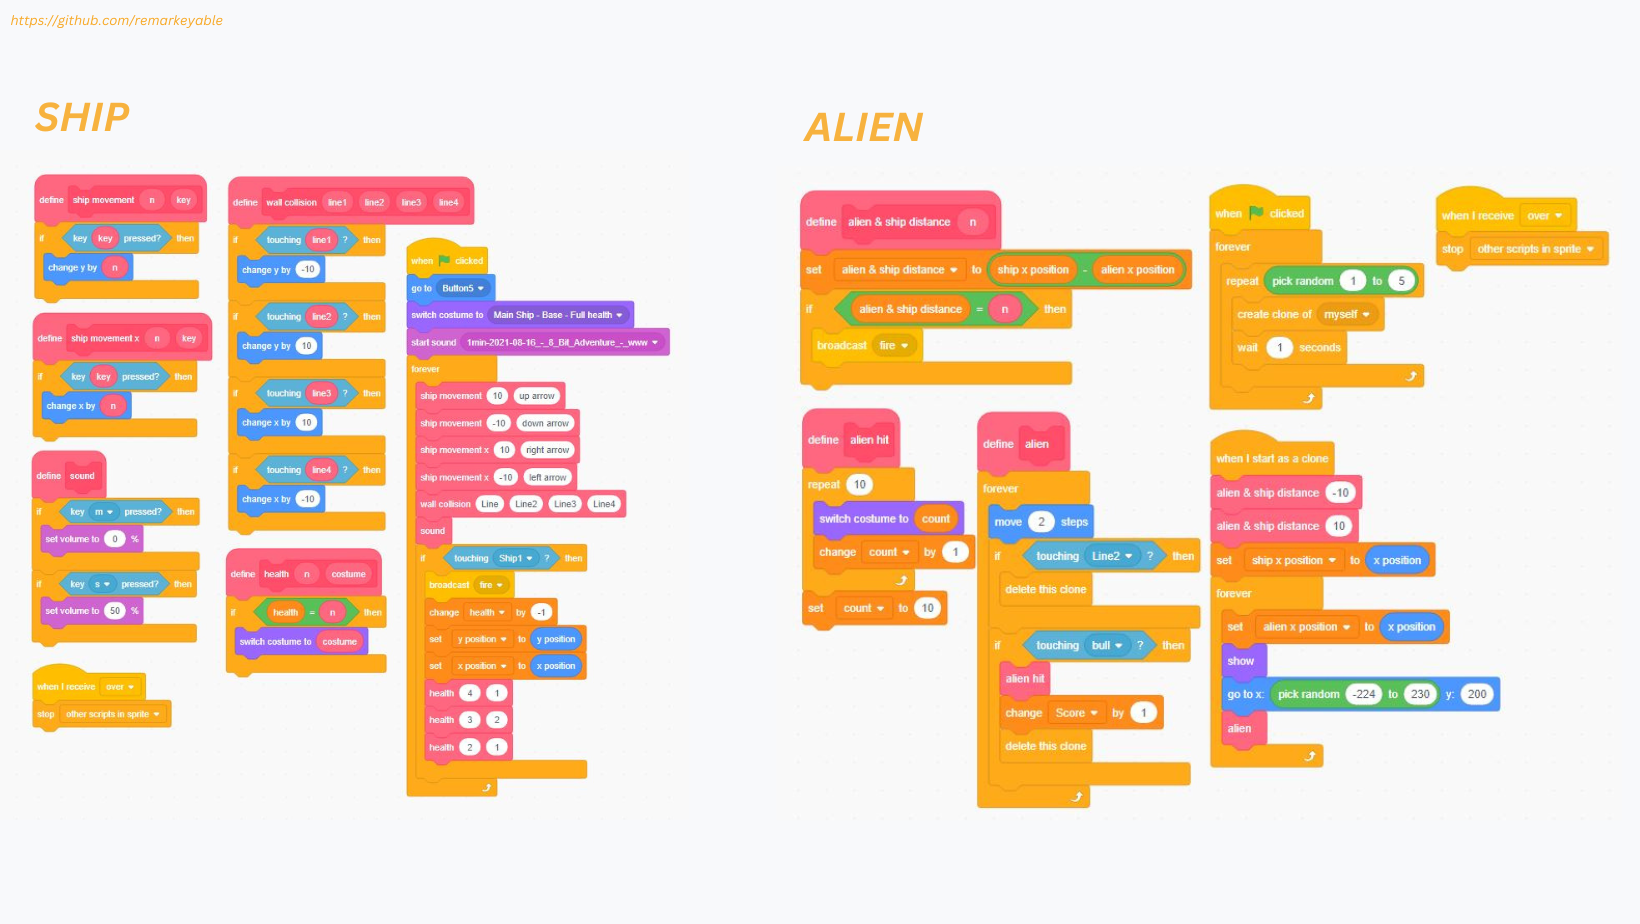 https://github.com/remarkeyable
SHIP
define ship movement n key
if key key pressed? then
change y by n
define ship movement x n key
if key key pressed? then
change x by n
define sound
if key m pressed? then
set volume to 0 %
if key s pressed? then
set volume to 50 %
when I receive over
stop other scripts in sprite
define wall collision line1 line2 line3 line4
if touching line1 ? then
change y by -10
if touching line2 ? then
change y by 10
if touching line3 ? then
change x by 10
if touching line4 ? then
change x by -10
define health n costume
if health = n then
switch costume to costume
when clicked
go to Button5
switch costume to Main Ship - Base - Full health
start sound 1min-2021-08-16_-_8_Bit_Adventure_-_www
forever
ship movement 10 up arrow
ship movement -10 down arrow
ship movement x 10 right arrow
ship movement x -10 left arrow
wall collision Line Line2 Line3 Line4
sound
if touching Ship1 ? then
broadcast fire
change health by -1
set y position to y position
set x position to x position
health 4 1
health 3 2
health 2 1
ALIEN
define alien & ship distance n
set alien & ship distance to ship x position - alien x position
if alien & ship distance = n then
broadcast fire
define alien hit
repeat 10
switch costume to count
change count by 1
set count to 10
define alien
forever
move 2 steps
if touching Line2 ? then
delete this clone
if touching bull ? then
alien hit
change Score by 1
delete this clone
when clicked
forever
repeat pick random 1 to 5
create clone of myself
wait 1 seconds
when I start as a clone
alien & ship distance -10
alien & ship distance 10
set ship x position to x position
forever
set alien x position to x position
show
go to x: pick random -224 to 230 y: 200
alien
when I receive over
stop other scripts in sprite